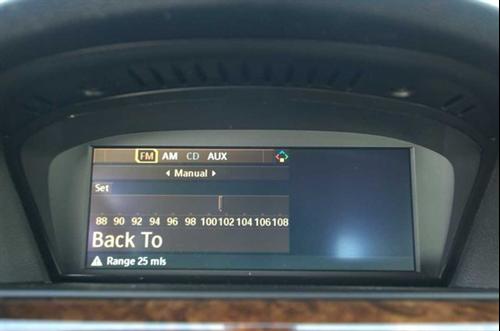 FM AM CD AUX
Manual
Set
88 90 92 94 96 98 100 102 104 106 108
Back To
Range 25 mls